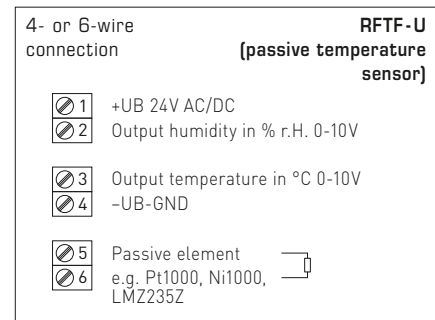 4- or 6-wire RFTF-U
connection (passive temperature
sensor)
1 +UB 24V AC/DC
2 Output humidity in % r.H. 0-10V
3 Output temperature in °C 0-10V
4 –UB-GND
5 Passive element
6 e.g. Pt1000, Ni1000,
LMZ235Z